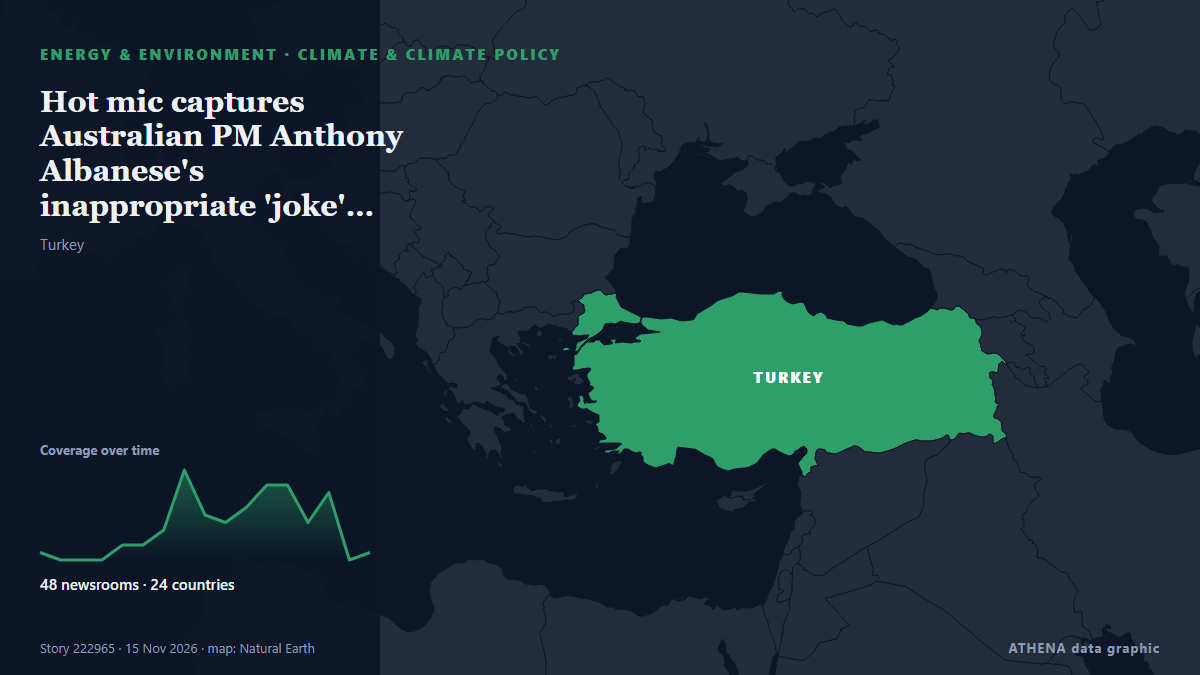 ENERGY & ENVIRONMENT · CLIMATE & CLIMATE POLICY
Hot mic captures
Australian PM Anthony
Albanese's
inappropriate 'joke'...
Turkey
TURKEY
Coverage over time
48 newsrooms · 24 countries
Story 222965 · 15 Nov 2026 · map: Natural Earth
ATHENA data graphic